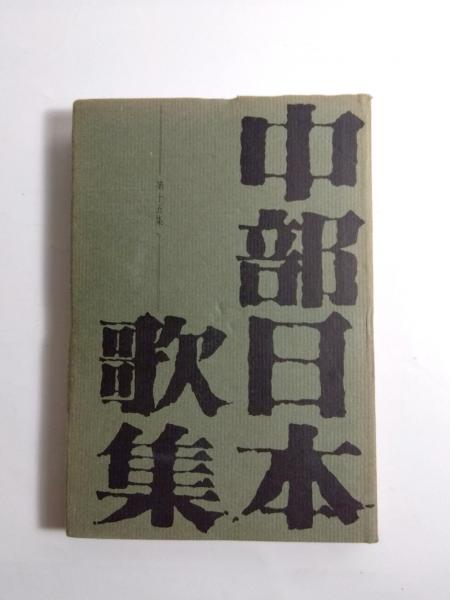 中部日本
歌集
第十五集